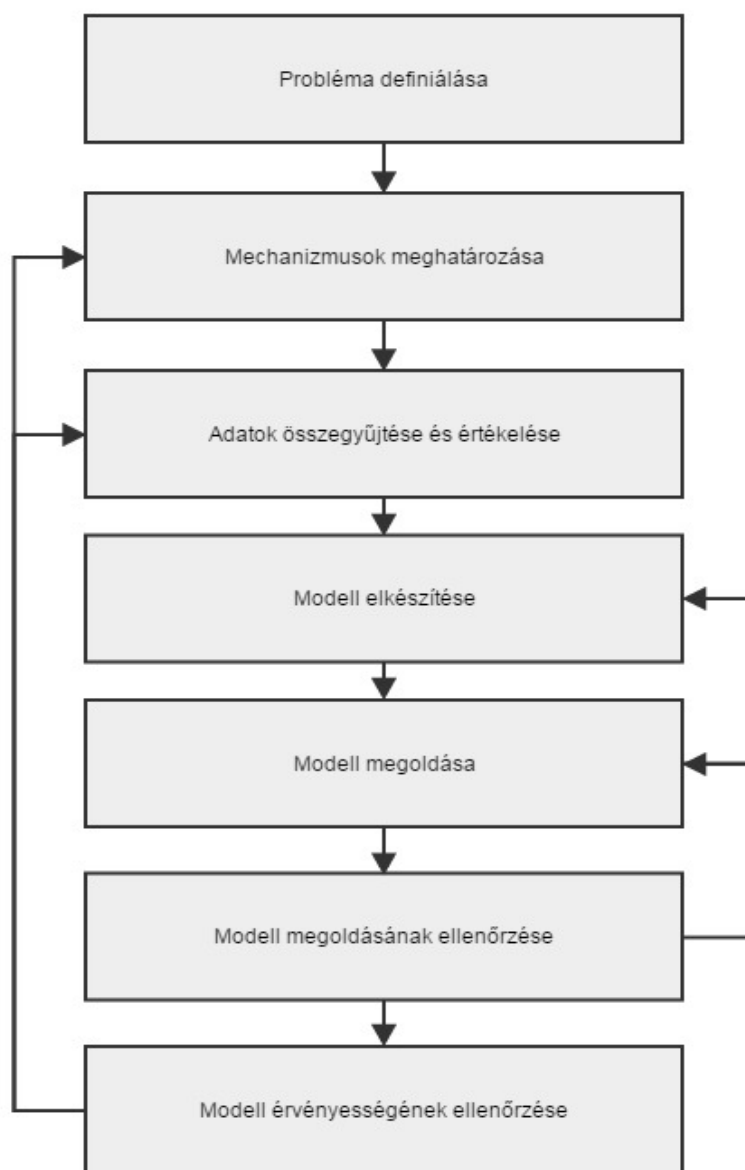 Probléma definiálása
Mechanizmusok meghatározása
Adatok összegyűjtése és értékelése
Modell elkészítése
Modell megoldása
Modell megoldásának ellenőrzése
Modell érvényességének ellenőrzése